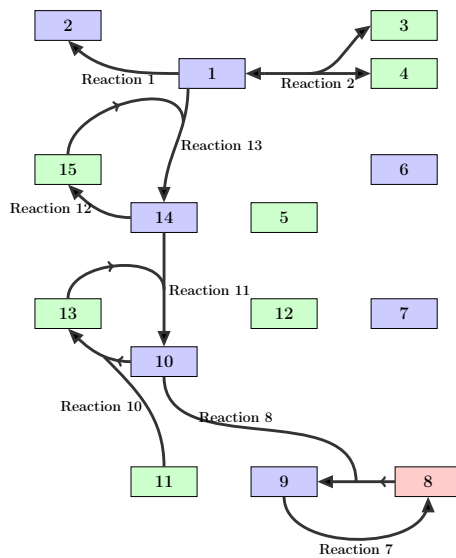 2
3
Reaction 1
1
Reaction 2
4
Reaction 13
15
6
Reaction 12
14
5
Reaction 11
13
12
7
10
Reaction 10
Reaction 8
11
9
8
Reaction 7